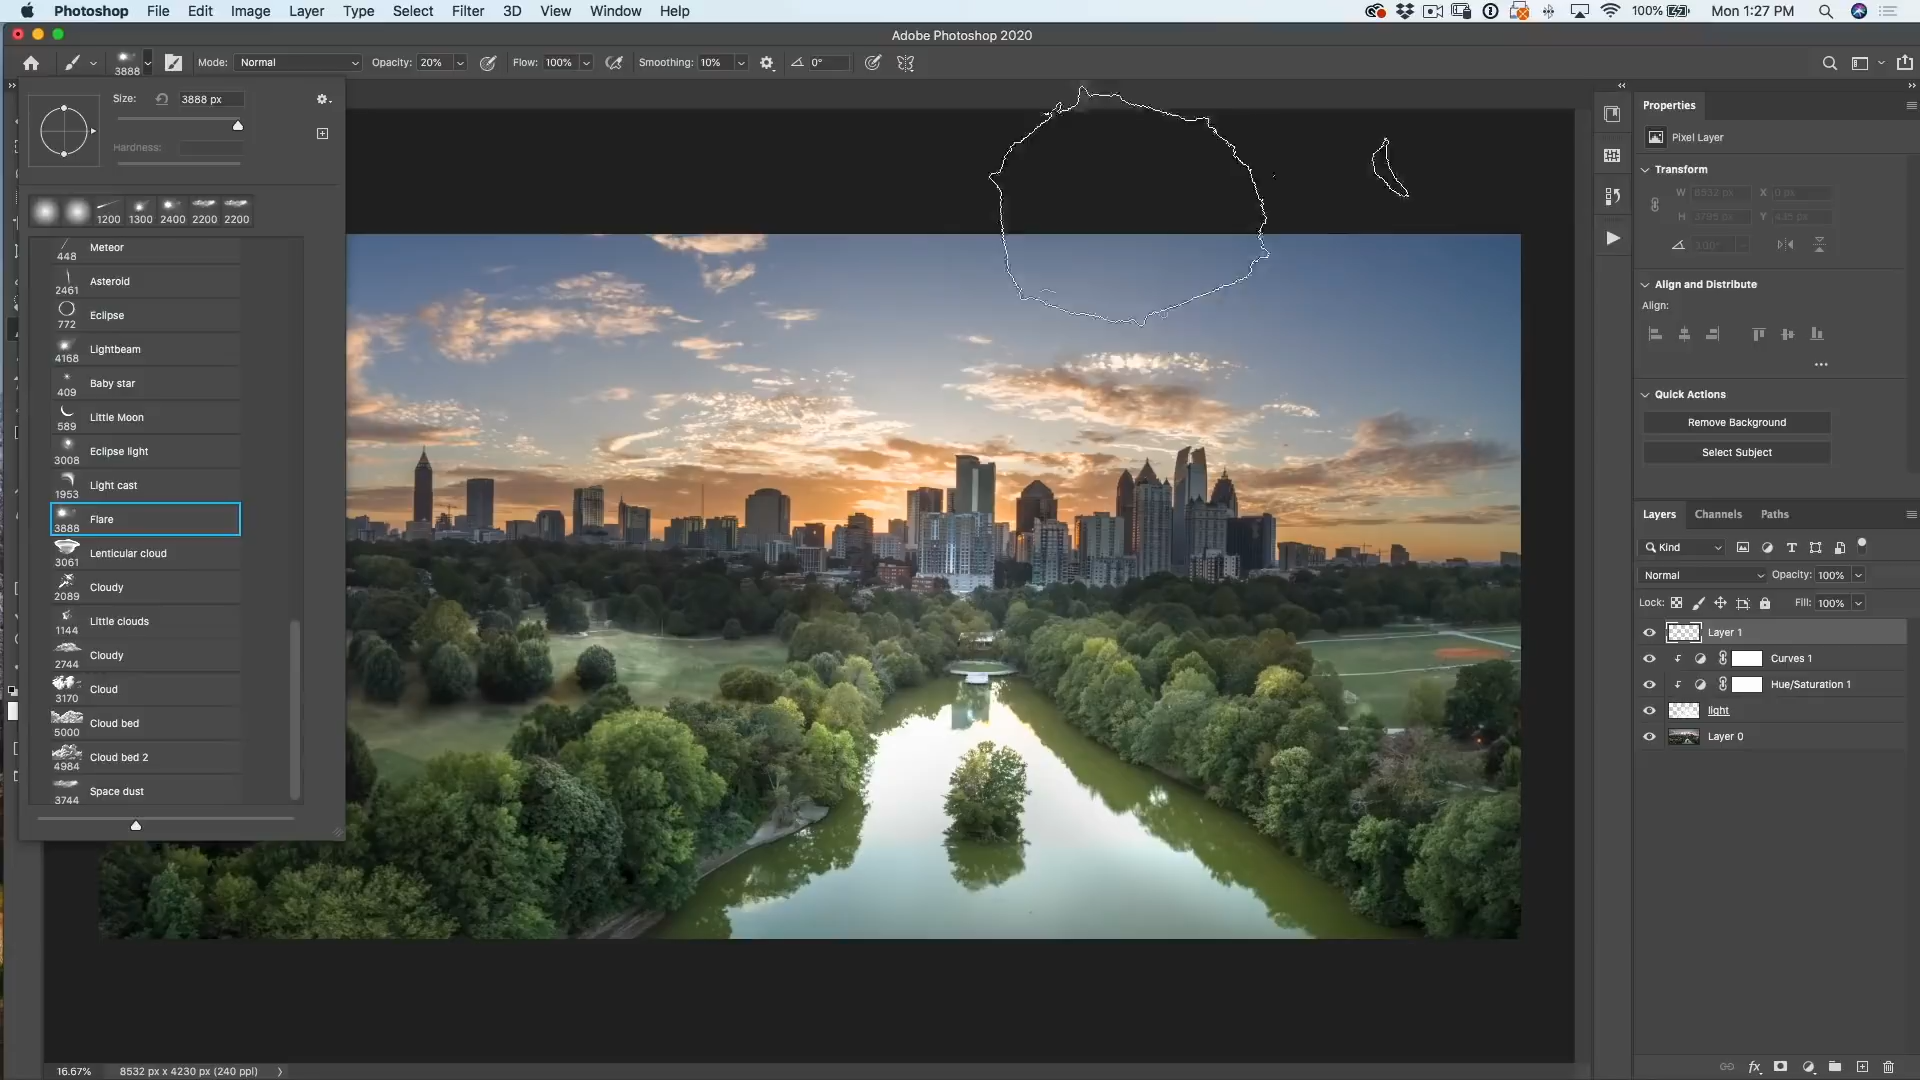 Photoshop File Edit Image Layer Type Select Filter 3D View Window Help 100% Mon 1:27 PM
Adobe Photoshop 2020
3888 Mode: Normal Opacity: 20% Flow: 100% Smoothing: 10% 0°
Size: 3888 px
Hardness:
1200 1300 2400 2200 2200
448 Meteor
2461 Asteroid
772 Eclipse
4168 Lightbeam
409 Baby star
589 Little Moon
3008 Eclipse light
1953 Light cast
3888 Flare
3061 Lenticular cloud
2089 Cloudy
1144 Little clouds
2744 Cloudy
3170 Cloud
5000 Cloud bed
4984 Cloud bed 2
3744 Space dust
16.67% 8532 px x 4230 px (240 ppi)
Properties
Pixel Layer
Transform
W 8532 px X 0 px
H 3795 px Y 435 px
Align and Distribute
Align:
Quick Actions
Remove Background
Select Subject
Layers Channels Paths
Kind
Normal Opacity: 100%
Lock: Fill: 100%
Layer 1
Curves 1
Hue/Saturation 1
light
Layer 0